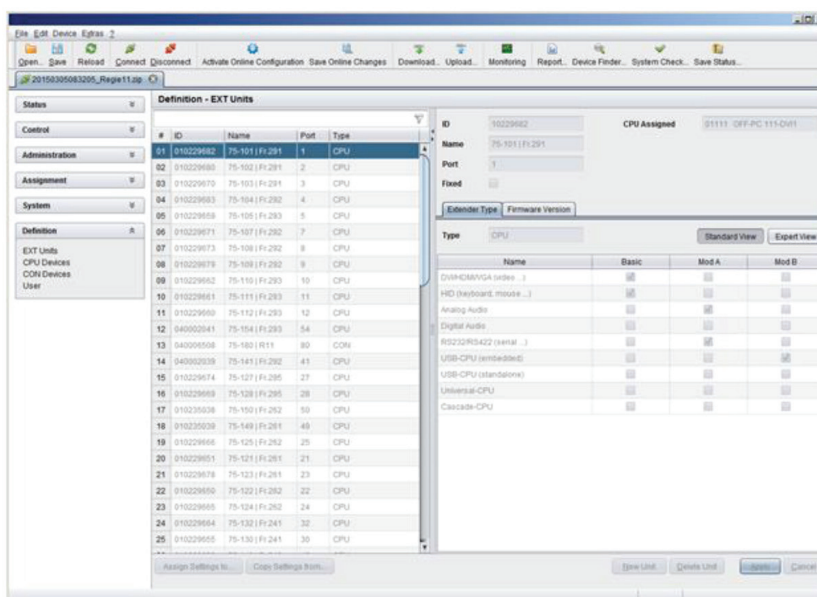 File Edit Device Extras ?
Open... Save Reload Connect Disconnect Activate Online Configuration Save Online Changes Download... Upload... Monitoring Report... Device Finder... System Check... Save Status...
20150305083205_Regie11.zip
Status
Control
Administration
Assignment
System
Definition
EXT Units
CPU Devices
CON Devices
User
Definition - EXT Units
# ID Name Port Type
01 010229682 75-101 | Fr.291 1 CPU
02 010229680 75-102 | Fr.291 2 CPU
03 010229670 75-103 | Fr.291 3 CPU
04 010229683 75-104 | Fr.292 4 CPU
05 010229659 75-105 | Fr.293 5 CPU
06 010229671 75-107 | Fr.292 7 CPU
07 010229673 75-108 | Fr.292 8 CPU
08 010229679 75-109 | Fr.292 9 CPU
09 010229662 75-110 | Fr.293 10 CPU
10 010229661 75-111 | Fr.293 11 CPU
11 010229660 75-112 | Fr.293 12 CPU
12 040002041 75-154 | Fr.293 54 CPU
13 040006508 75-180 | R11 80 CON
14 040002039 75-141 | Fr.292 41 CPU
15 010229674 75-127 | Fr.295 27 CPU
16 010229669 75-128 | Fr.295 28 CPU
17 010235038 75-150 | Fr.262 50 CPU
18 010235039 75-149 | Fr.261 49 CPU
19 010229666 75-125 | Fr.262 25 CPU
20 010229651 75-121 | Fr.261 21 CPU
21 010229678 75-123 | Fr.261 23 CPU
22 010229650 75-122 | Fr.262 22 CPU
23 010229665 75-124 | Fr.262 24 CPU
24 010229664 75-132 | Fr.241 32 CPU
25 010229655 75-130 | Fr.241 30 CPU
Assign Settings to... Copy Settings from...
ID 10229682 CPU Assigned 01111 OFF-PC 111-DVI1
Name 75-101 | Fr.291
Port 1
Fixed
Extender Type Firmware Version
Type CPU Standard View Expert View
Name Basic Mod A Mod B
DVI/HDMI/VGA (video ...)
HID (keyboard, mouse ...)
Analog Audio
Digital Audio
RS232/RS422 (serial ...)
USB-CPU (embedded)
USB-CPU (standalone)
Universal-CPU
Cascade-CPU
New Unit Delete Unit Apply Cancel